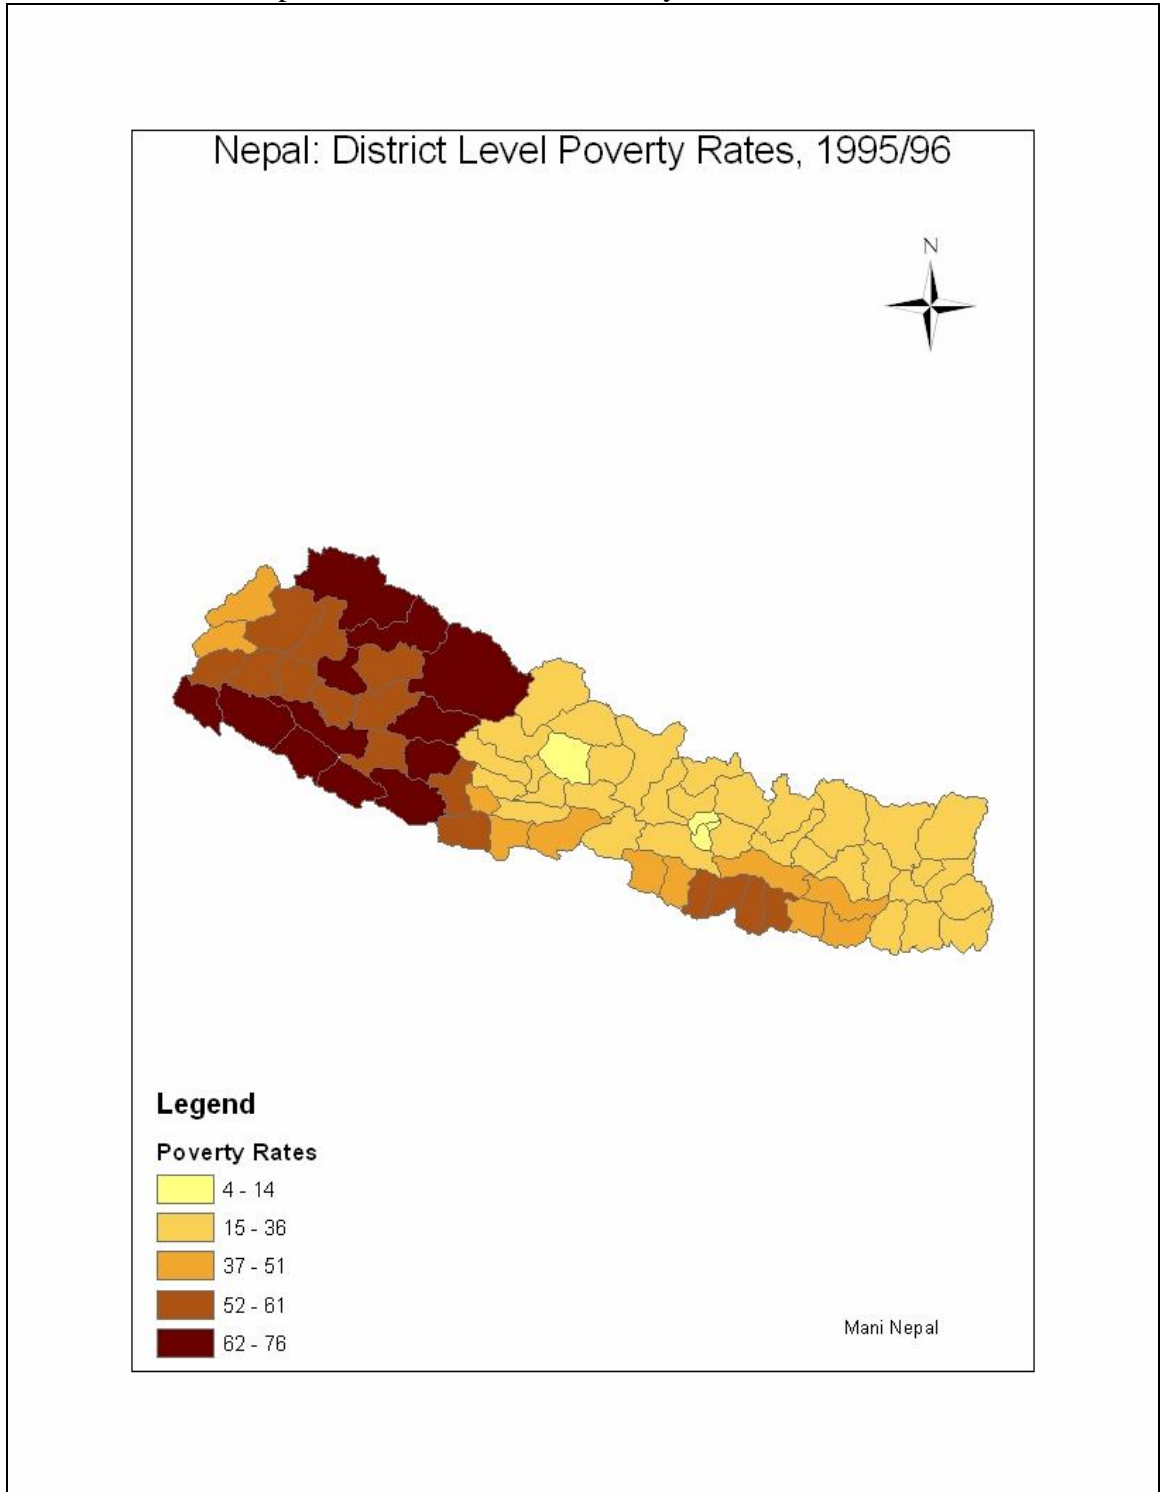 Nepal: District Level Poverty Rates, 1995/96
N
Legend
Poverty Rates
4 - 14
15 - 36
37 - 51
52 - 61
62 - 76
Mani Nepal